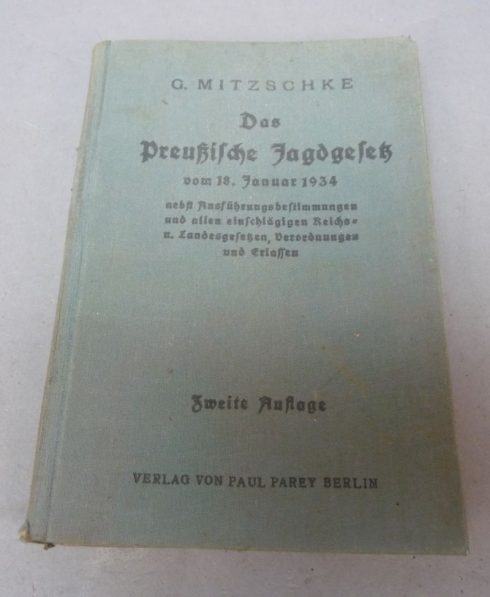 G. MITZSCHKE
Das
Preußische Jagdgesetz
vom 18. Januar 1934
nebst Ausführungsbestimmungen
und allen einschlägigen Reichs-
u. Landesgesetzen, Verordnungen
und Erlassen
Zweite Auflage
VERLAG VON PAUL PAREY BERLIN